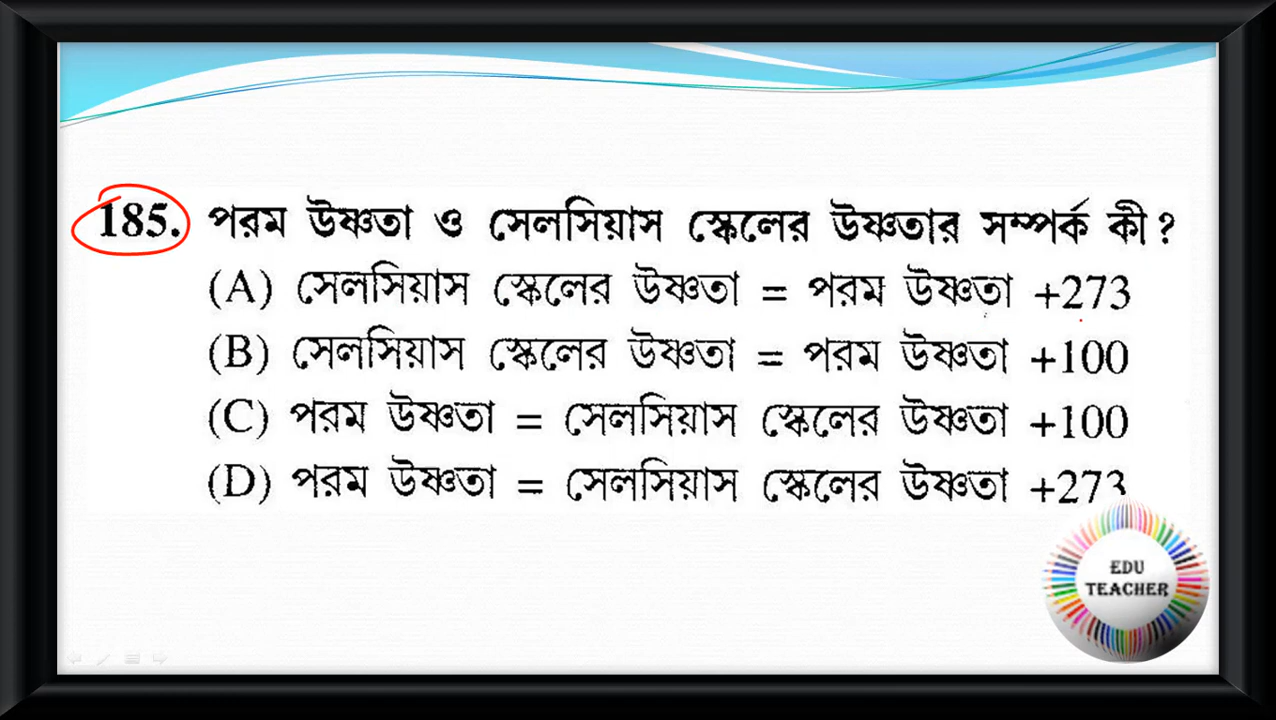 185. পরম উষ্ণতা ও সেলসিয়াস স্কেলের উষ্ণতার সম্পর্ক কী ?
(A) সেলসিয়াস স্কেলের উষ্ণতা = পরম উষ্ণতা +273
(B) সেলসিয়াস স্কেলের উষ্ণতা = পরম উষ্ণতা +100
(C) পরম উষ্ণতা = সেলসিয়াস স্কেলের উষ্ণতা +100
(D) পরম উষ্ণতা = সেলসিয়াস স্কেলের উষ্ণতা +273
EDU
TEACHER